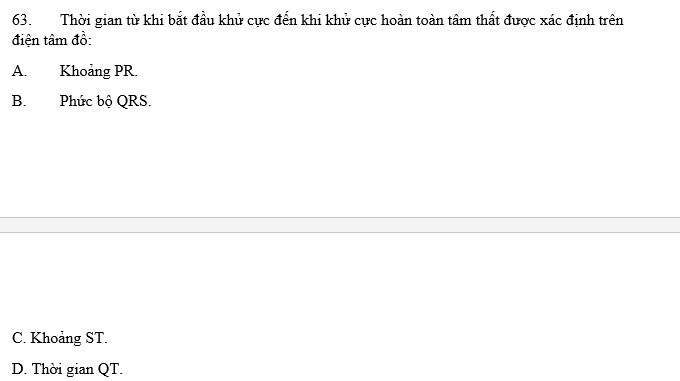 63. Thời gian từ khi bắt đầu khử cực đến khi khử cực hoàn toàn tâm thất được xác định trên
điện tâm đồ:
A. Khoảng PR.
B. Phức bộ QRS.
C. Khoảng ST.
D. Thời gian QT.